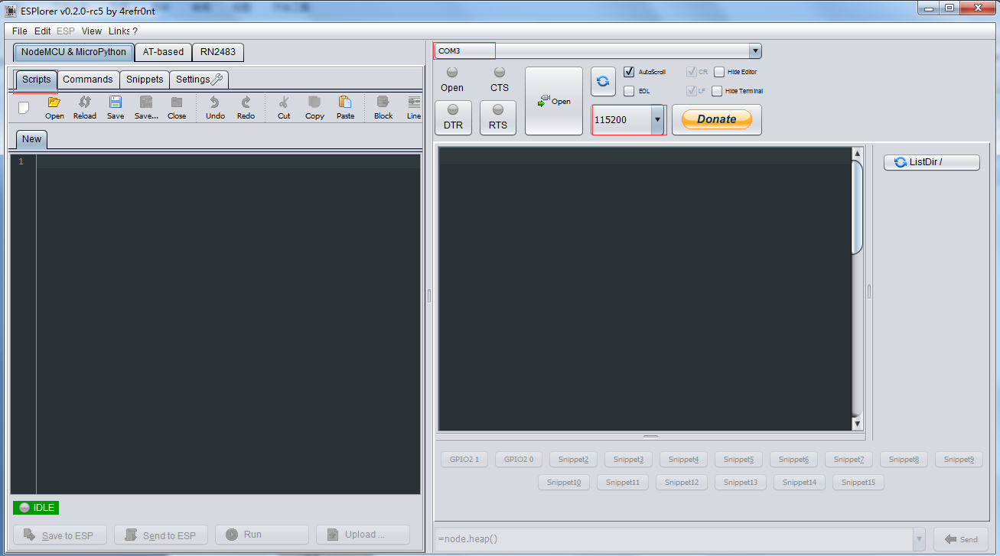 ESPlorer v0.2.0-rc5 by 4refr0nt
File Edit ESP View Links ?
NodeMCU & MicroPython AT-based RN2483
Scripts Commands Snippets Settings
Open Reload Save Save... Close Undo Redo Cut Copy Paste Block Line
New
1
IDLE
Save to ESP Send to ESP Run Upload ...
COM3
Open CTS
DTR RTS
Open
AutoScroll CR Hide Editor
EOL LF Hide Terminal
115200 Donate
ListDir /
GPIO2 1 GPIO2 0 Snippet2 Snippet3 Snippet4 Snippet5 Snippet6 Snippet7 Snippet8 Snippet9
Snippet10 Snippet11 Snippet12 Snippet13 Snippet14 Snippet15
=node.heap() Send